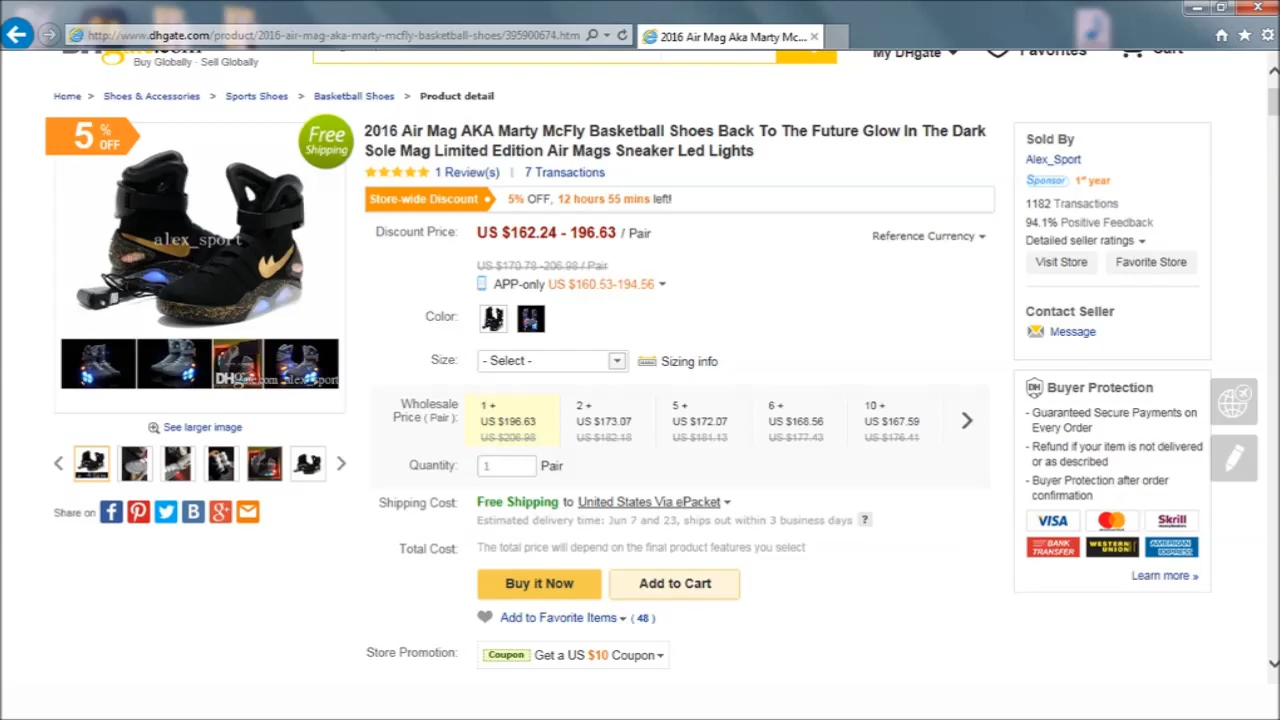 http://www.dhgate.com/product/2016-air-mag-aka-marty-mcfly-basketball-shoes/395900674.htm
2016 Air Mag Aka Marty Mc...
DHgate.com
Buy Globally · Sell Globally
My DHgate
Favorites
Cart
Home > Shoes & Accessories > Sports Shoes > Basketball Shoes > Product detail
5 % OFF
Free Shipping
alex_sport
DHgate.com alex_sport
See larger image
Share on
2016 Air Mag AKA Marty McFly Basketball Shoes Back To The Future Glow In The Dark
Sole Mag Limited Edition Air Mags Sneaker Led Lights
1 Review(s) | 7 Transactions
Store-wide Discount 5% OFF, 12 hours 55 mins left!
Discount Price: US $162.24 - 196.63 / Pair
Reference Currency
US $170.78 -206.98 / Pair
APP-only US $160.53-194.56
Color:
Size: - Select - Sizing info
Wholesale Price ( Pair ):
1 + 2 + 5 + 6 + 10 +
US $196.63 US $173.07 US $172.07 US $168.56 US $167.59
US $206.98 US $182.18 US $181.13 US $177.43 US $176.41
Quantity: 1 Pair
Shipping Cost: Free Shipping to United States Via ePacket
Estimated delivery time: Jun 7 and 23, ships out within 3 business days ?
Total Cost: The total price will depend on the final product features you select
Buy it Now Add to Cart
Add to Favorite Items ( 48 )
Store Promotion: Coupon Get a US $10 Coupon
Sold By
Alex_Sport
Sponsor 1st year
1182 Transactions
94.1% Positive Feedback
Detailed seller ratings
Visit Store Favorite Store
Contact Seller
Message
DH Buyer Protection
- Guaranteed Secure Payments on
Every Order
- Refund if your item is not delivered
or as described
- Buyer Protection after order
confirmation
VISA MasterCard Skrill
BANK TRANSFER WESTERN UNION AMERICAN EXPRESS
Learn more »